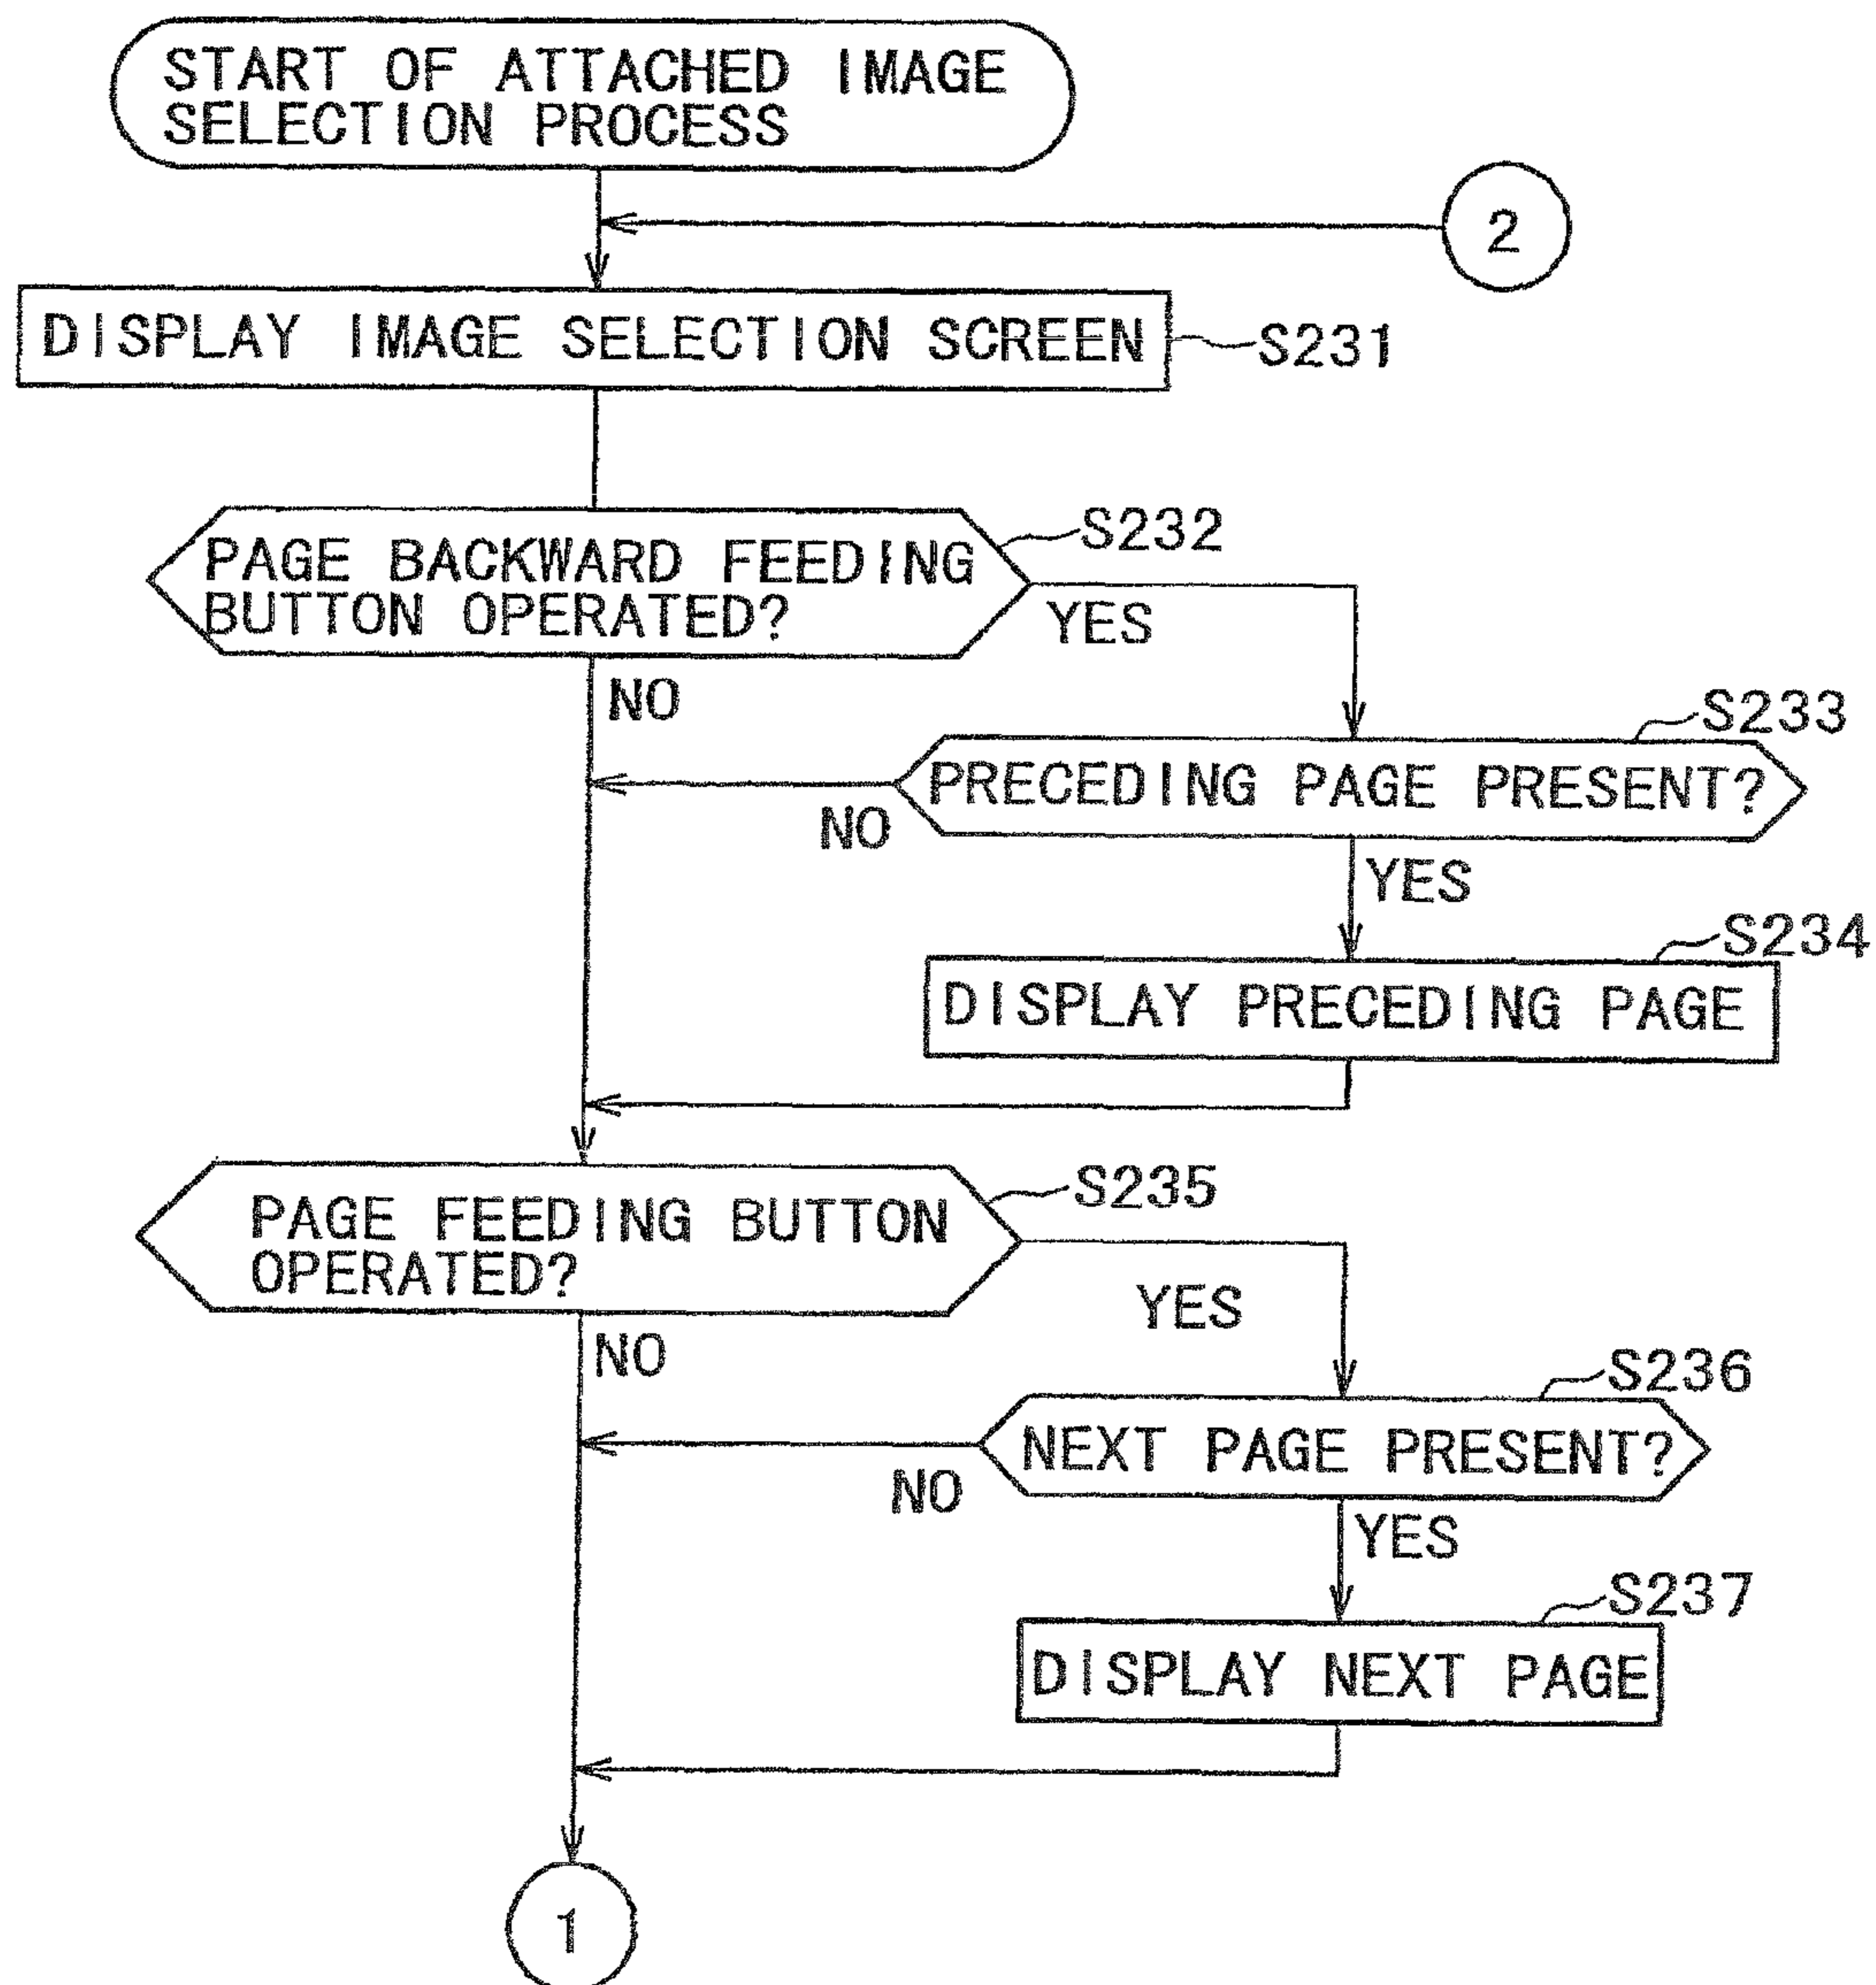 START OF ATTACHED IMAGE
SELECTION PROCESS
2
DISPLAY IMAGE SELECTION SCREEN
S231
S232
PAGE BACKWARD FEEDING
BUTTON OPERATED?
YES
NO
S233
PRECEDING PAGE PRESENT?
NO
YES
S234
DISPLAY PRECEDING PAGE
S235
PAGE FEEDING BUTTON
OPERATED?
YES
NO
S236
NEXT PAGE PRESENT?
NO
YES
S237
DISPLAY NEXT PAGE
1